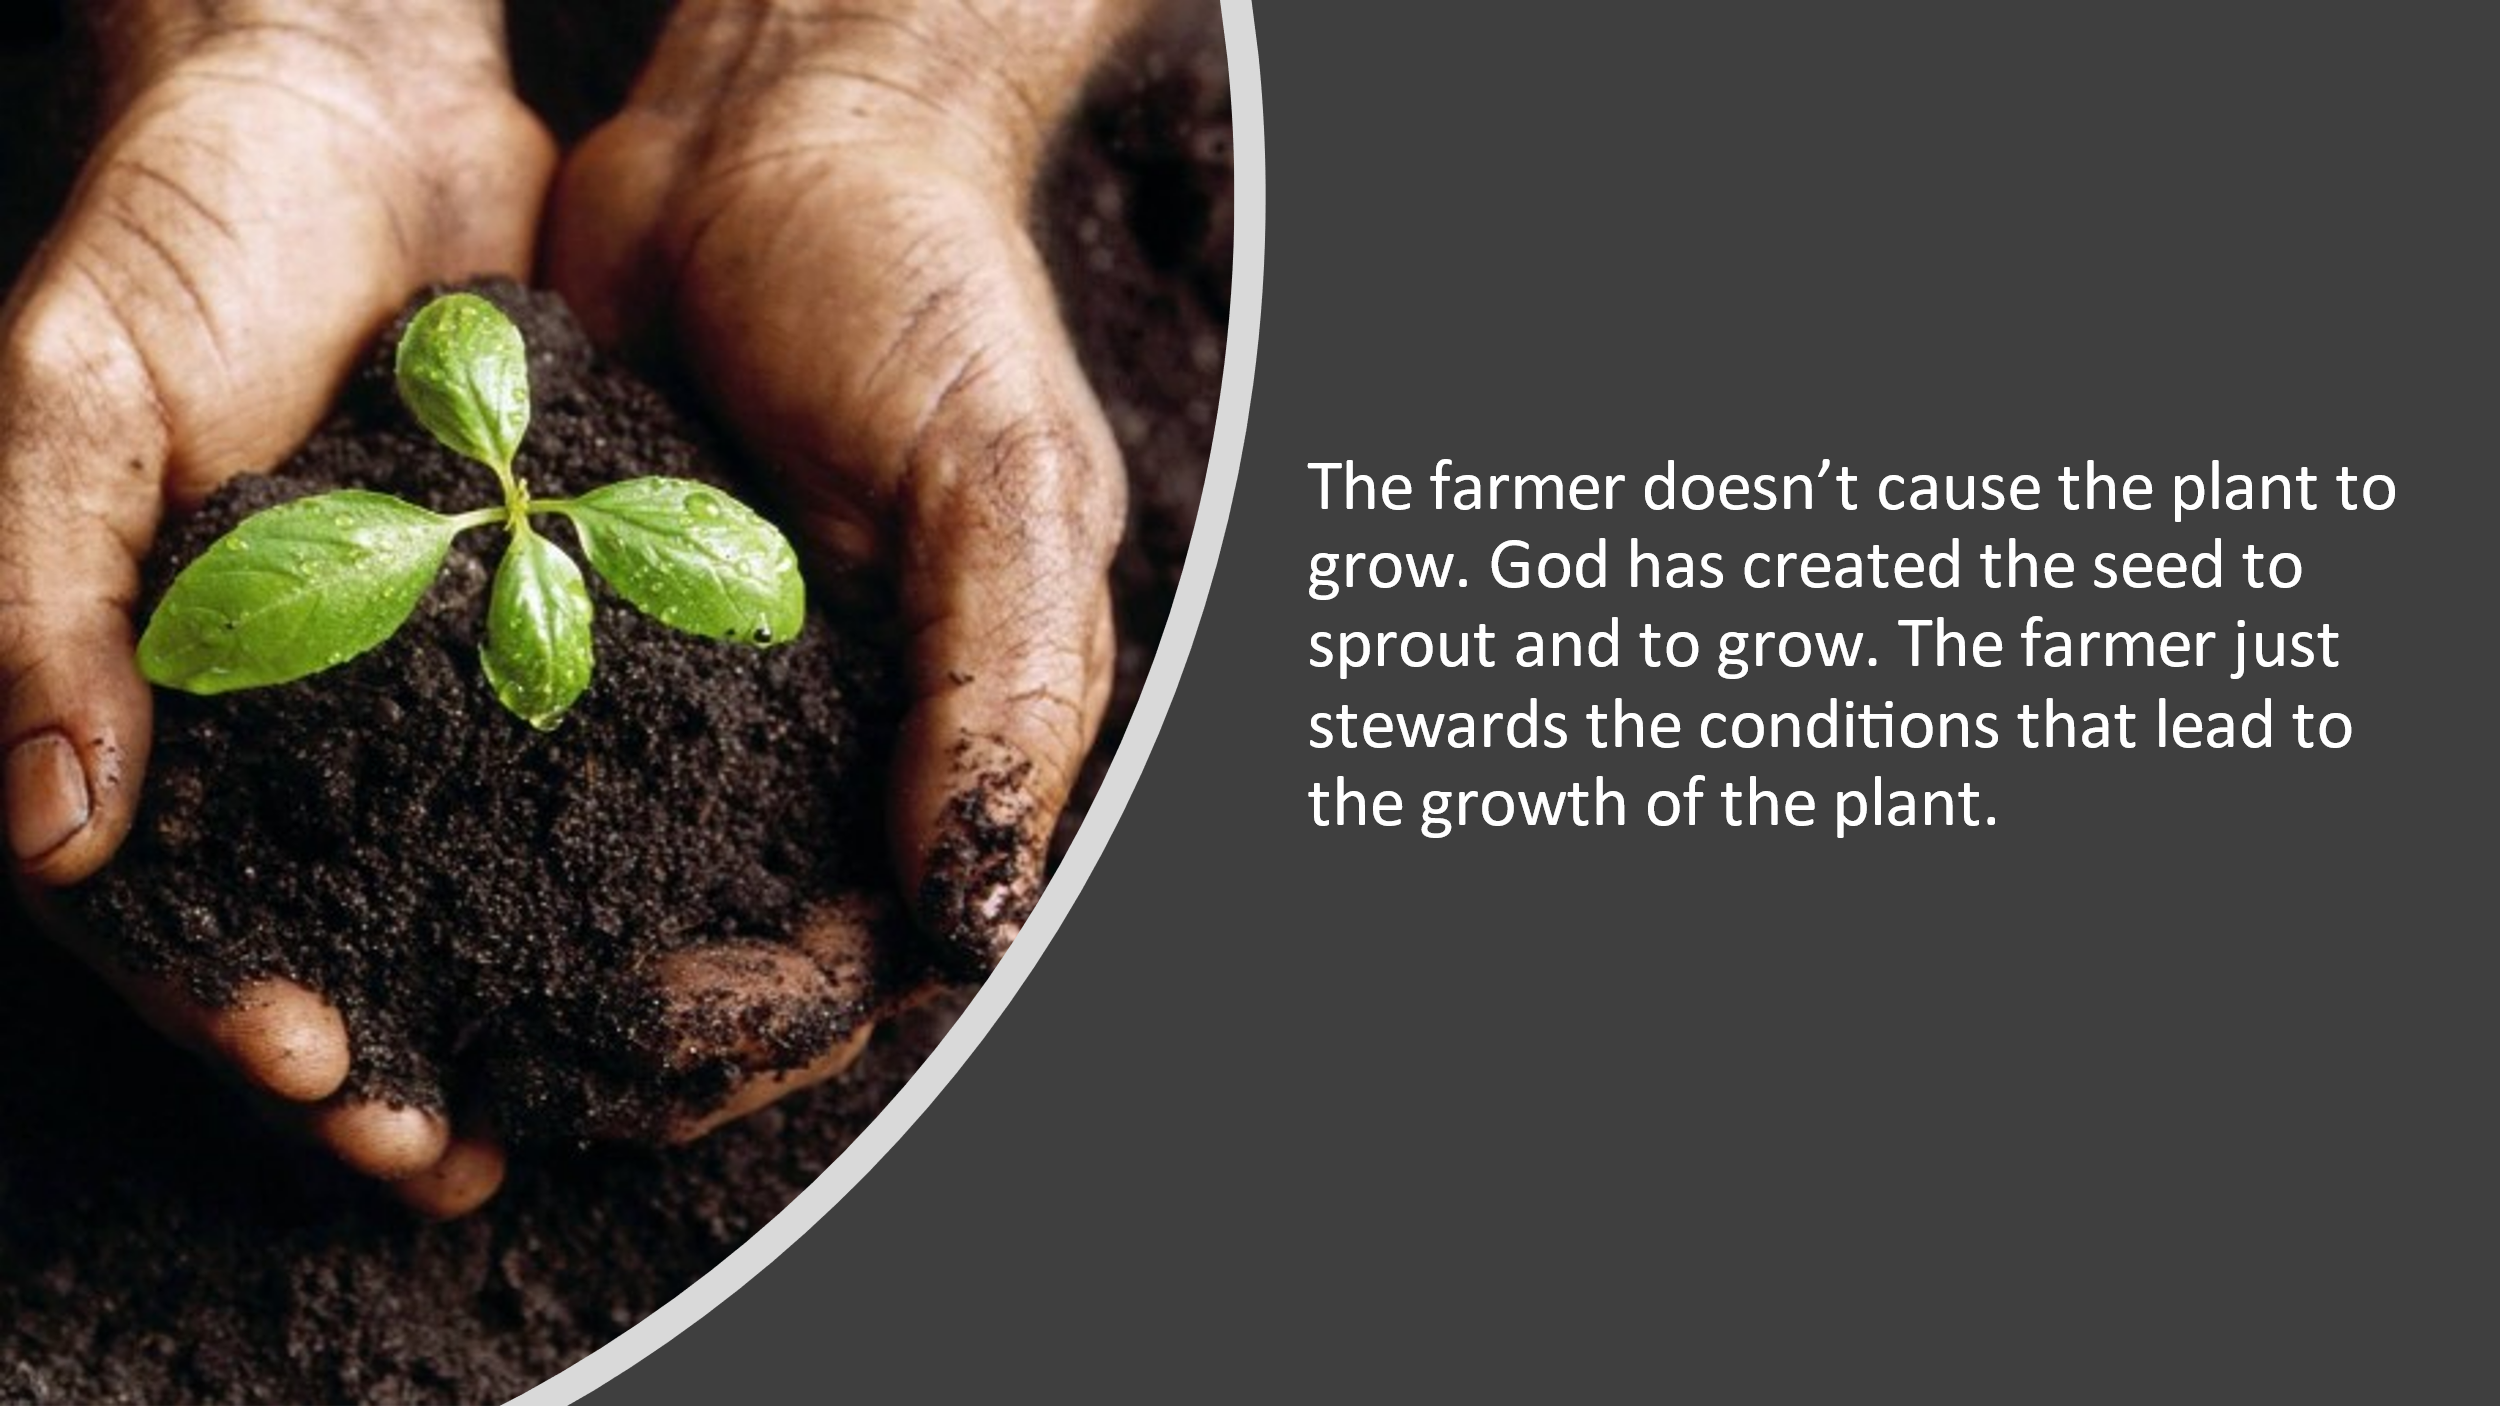 The farmer doesn’t cause the plant to
grow. God has created the seed to
sprout and to grow. The farmer just
stewards the conditions that lead to
the growth of the plant.